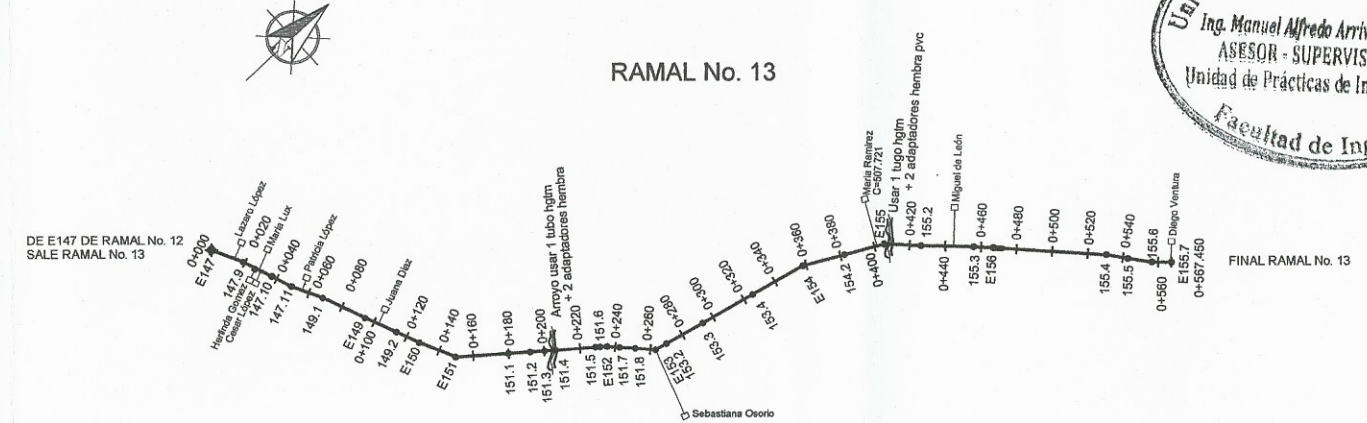 RAMAL No. 13
Ing. Manuel Alfredo
ASESOR -
Unidad de Prácticas de
Facultad de
DE E147 DE RAMAL No. 12
SALE RAMAL No. 13
0+000
E147
Lazaro López
0+020
147.9
Maria Lux
Herlinda Gomez
Cesar López
147.10
0+040
147.11
Patricia López
0+060
149.1
0+080
E149
0+100
Juana Díaz
149.2
0+120
E150
0+140
E151
0+160
151.1
0+180
151.2
0+200
151.3
Arroyo usar 1 tubo hglm
+ 2 adaptadores hembra
151.4
0+220
151.5
151.6
E152
0+240
151.7
151.8
0+260
Sebastiana Osorio
E153
153.2
0+280
153.3
0+300
0+320
153.4
0+340
0+360
E154
0+380
154.2
0+400
Maria Ramirez
C=507.721
E155
Usar 1 tugo hglm
+ 2 adaptadores hembra pvc
0+420
155.2
0+440
Miguel de León
155.3
0+460
E156
0+480
0+500
0+520
155.4
0+540
155.5
155.6
0+560
Diego Ventura
E155.7
0+567.450
FINAL RAMAL No. 13